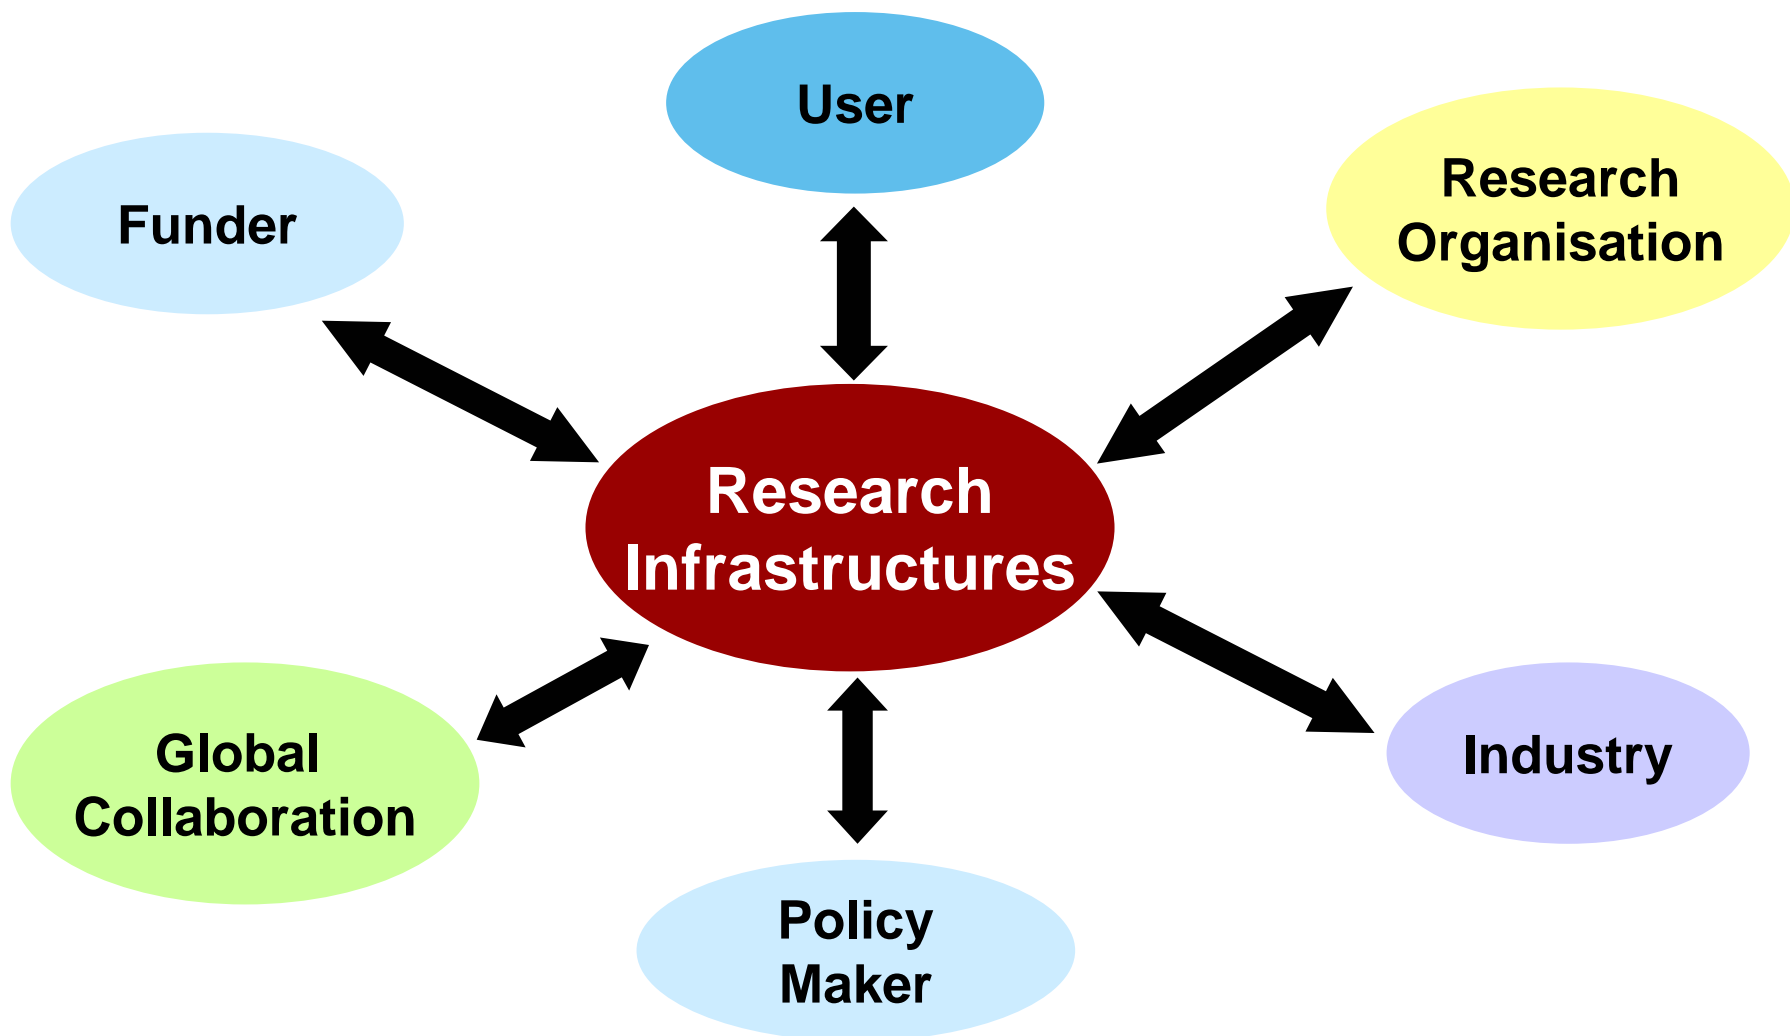 User
Funder
Research
Organisation
Research
Infrastructures
Global
Collaboration
Industry
Policy
Maker